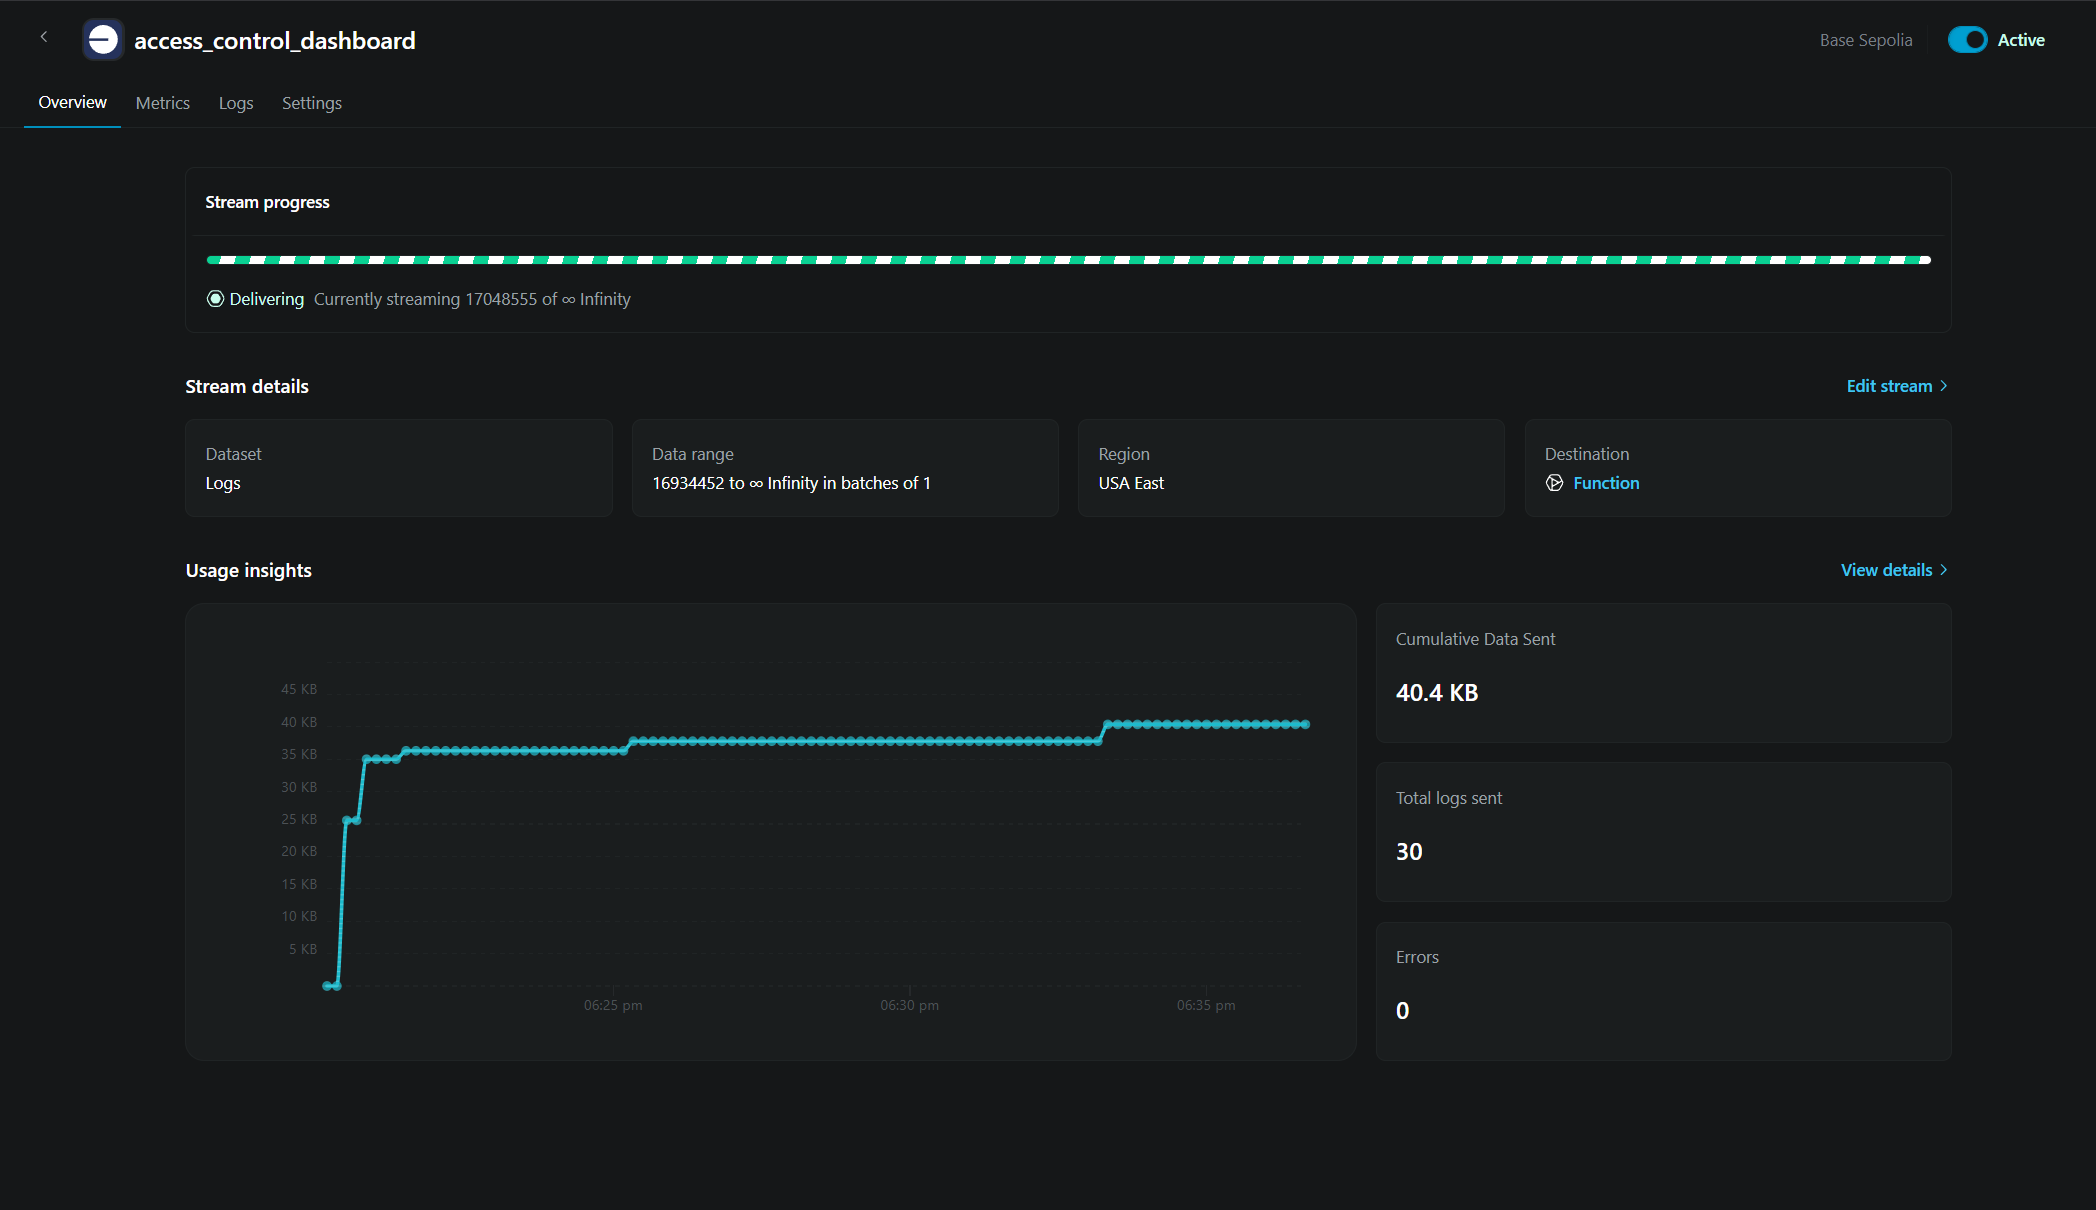 access_control_dashboard
Base Sepolia
Active
Overview Metrics Logs Settings
Stream progress
Delivering Currently streaming 17048555 of ∞ Infinity
Stream details
Edit stream
Dataset
Logs
Data range
16934452 to ∞ Infinity in batches of 1
Region
USA East
Destination
Function
Usage insights
View details
45 KB
40 KB
35 KB
30 KB
25 KB
20 KB
15 KB
10 KB
5 KB
06:25 pm 06:30 pm 06:35 pm
Cumulative Data Sent
40.4 KB
Total logs sent
30
Errors
0